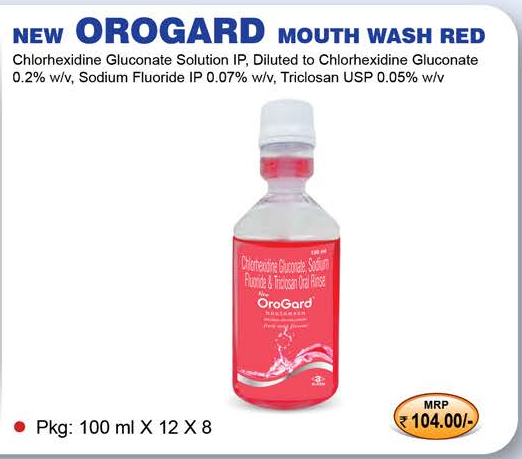 NEW OROGARD MOUTH WASH RED
Chlorhexidine Gluconate Solution IP, Diluted to Chlorhexidine Gluconate
0.2% w/v, Sodium Fluoride IP 0.07% w/v, Triclosan USP 0.05% w/v
100 ml
Chlorhexidine Gluconate, Sodium
Fluoride & Triclosan Oral Rinse
New
OroGard
MOUTHWASH
MRP
₹ 104.00/-
• Pkg: 100 ml X 12 X 8